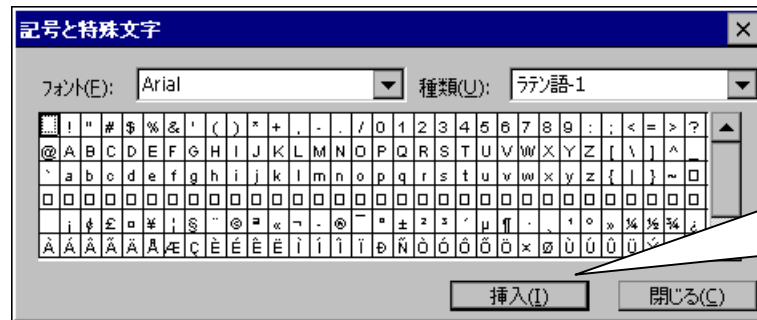 記号と特殊文字
フォント(F): Arial 種類(U): ラテン語-1
! " # $ % & ' ( ) * + , - . / 0 1 2 3 4 5 6 7 8 9 : ; < = > ?
@ A B C D E F G H I J K L M N O P Q R S T U V W X Y Z [ \ ] ^ _
` a b c d e f g h i j k l m n o p q r s t u v w x y z { | } ~ □
□ □ □ □ □ □ □ □ □ □ □ □ □ □ □ □ □ □ □ □ □ □ □ □ □ □ □ □ □ □ □ □
¡ ¢ £ ¤ ¥ ¦ § ¨ © ª « ¬ - ® ¯ ° ± ² ³ ´ µ ¶ · ¸ ¹ º » ¼ ½ ¾ ¿
À Á Â Ã Ä Å Æ Ç È É Ê Ë Ì Í Î Ï Ð Ñ Ò Ó Ô Õ Ö × Ø Ù Ú Û Ü
挿入(I) 閉じる(C)